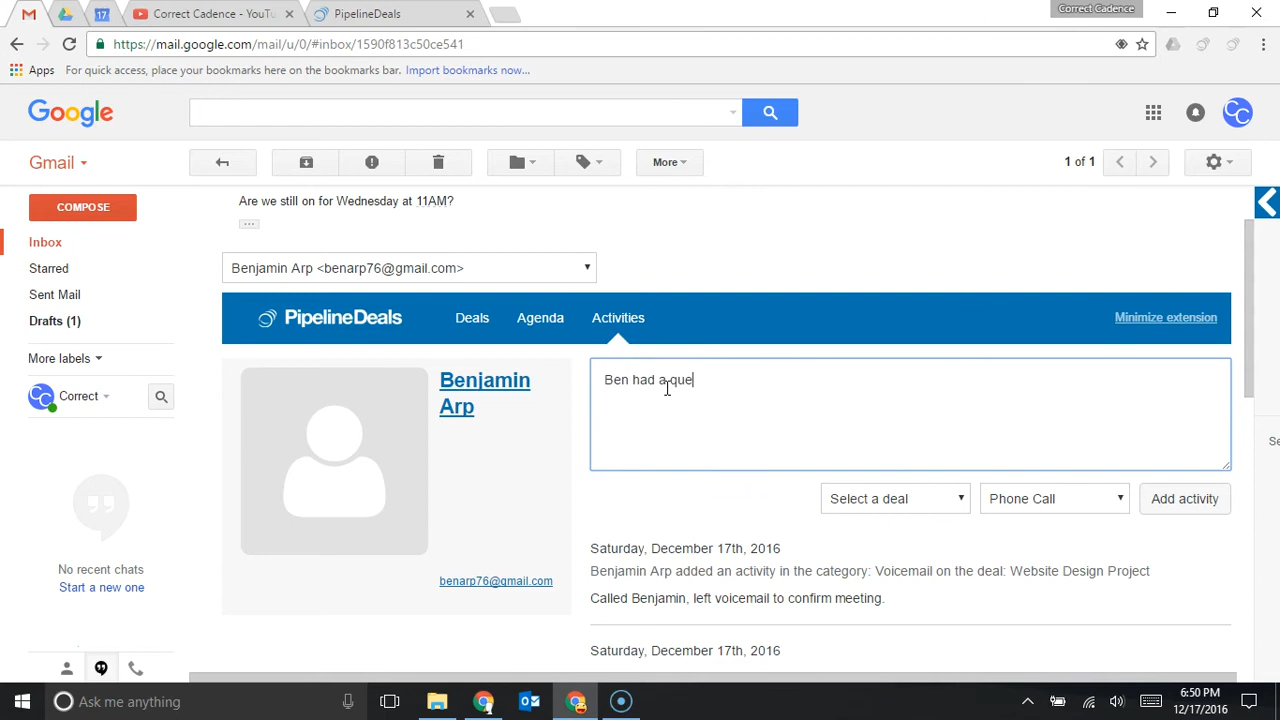 Correct Cadence - YouTu
PipelineDeals
Correct Cadence
https://mail.google.com/mail/u/0/#inbox/1590f813c50ce541
Apps For quick access, place your bookmarks here on the bookmarks bar. Import bookmarks now...
Google
Gmail
More
1 of 1
COMPOSE
Inbox
Starred
Sent Mail
Drafts (1)
More labels
Correct
No recent chats
Start a new one
Are we still on for Wednesday at 11AM?
Benjamin Arp <benarp76@gmail.com>
PipelineDeals Deals Agenda Activities Minimize extension
Benjamin
Arp
benarp76@gmail.com
Ben had a que
Select a deal Phone Call Add activity
Saturday, December 17th, 2016
Benjamin Arp added an activity in the category: Voicemail on the deal: Website Design Project
Called Benjamin, left voicemail to confirm meeting.
Saturday, December 17th, 2016
Se
Ask me anything
6:50 PM
12/17/2016